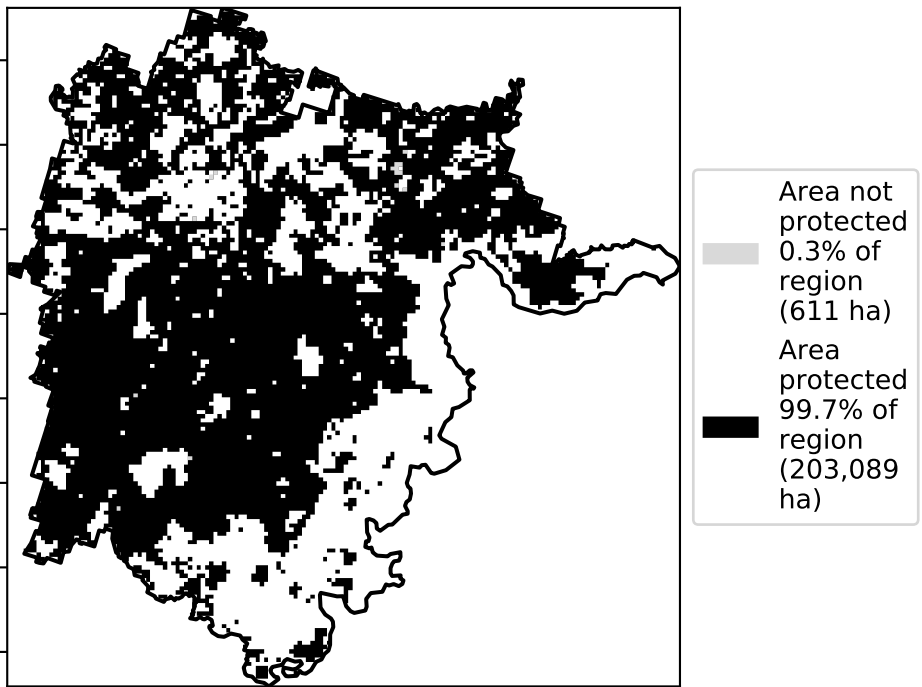 Area not
protected
0.3% of
region
(611 ha)
Area
protected
99.7% of
region
(203,089
ha)